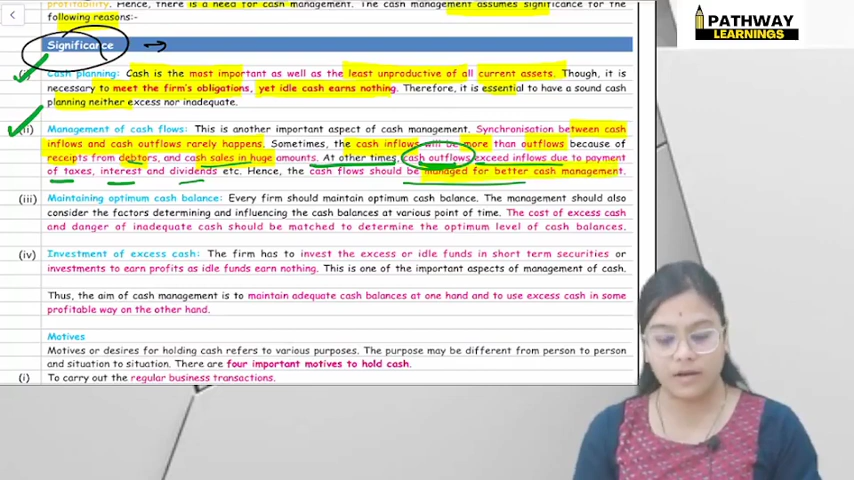 profitability. Hence, there is a need for cash management. The cash management assumes significance for the
following reasons:-
PATHWAY
LEARNINGS
Significance
(i) Cash planning: Cash is the most important as well as the least unproductive of all current assets. Though, it is
necessary to meet the firm's obligations, yet idle cash earns nothing. Therefore, it is essential to have a sound cash
planning neither excess nor inadequate.
(ii) Management of cash flows: This is another important aspect of cash management. Synchronisation between cash
inflows and cash outflows rarely happens. Sometimes, the cash inflows will be more than outflows because of
receipts from debtors, and cash sales in huge amounts. At other times, cash outflows exceed inflows due to payment
of taxes, interest and dividends etc. Hence, the cash flows should be managed for better cash management.
(iii) Maintaining optimum cash balance: Every firm should maintain optimum cash balance. The management should also
consider the factors determining and influencing the cash balances at various point of time. The cost of excess cash
and danger of inadequate cash should be matched to determine the optimum level of cash balances.
(iv) Investment of excess cash: The firm has to invest the excess or idle funds in short term securities or
investments to earn profits as idle funds earn nothing. This is one of the important aspects of management of cash.
Thus, the aim of cash management is to maintain adequate cash balances at one hand and to use excess cash in some
profitable way on the other hand.
Motives
Motives or desires for holding cash refers to various purposes. The purpose may be different from person to person
and situation to situation. There are four important motives to hold cash.
(i) To carry out the regular business transactions.